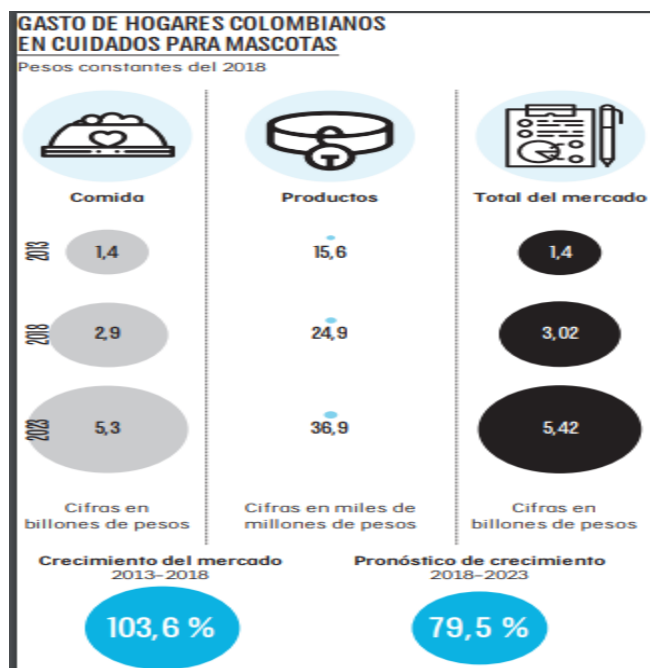 GASTO DE HOGARES COLOMBIANOS
EN CUIDADOS PARA MASCOTAS
Pesos constantes del 2018
Comida
Productos
Total del mercado
2013
1,4
15,6
1,4
2018
2,9
24,9
3,02
2023
5,3
36,9
5,42
Cifras en
billones de pesos
Cifras en miles de
millones de pesos
Cifras en
billones de pesos
Crecimiento del mercado
2013-2018
103,6 %
Pronóstico de crecimiento
2018-2023
79,5 %